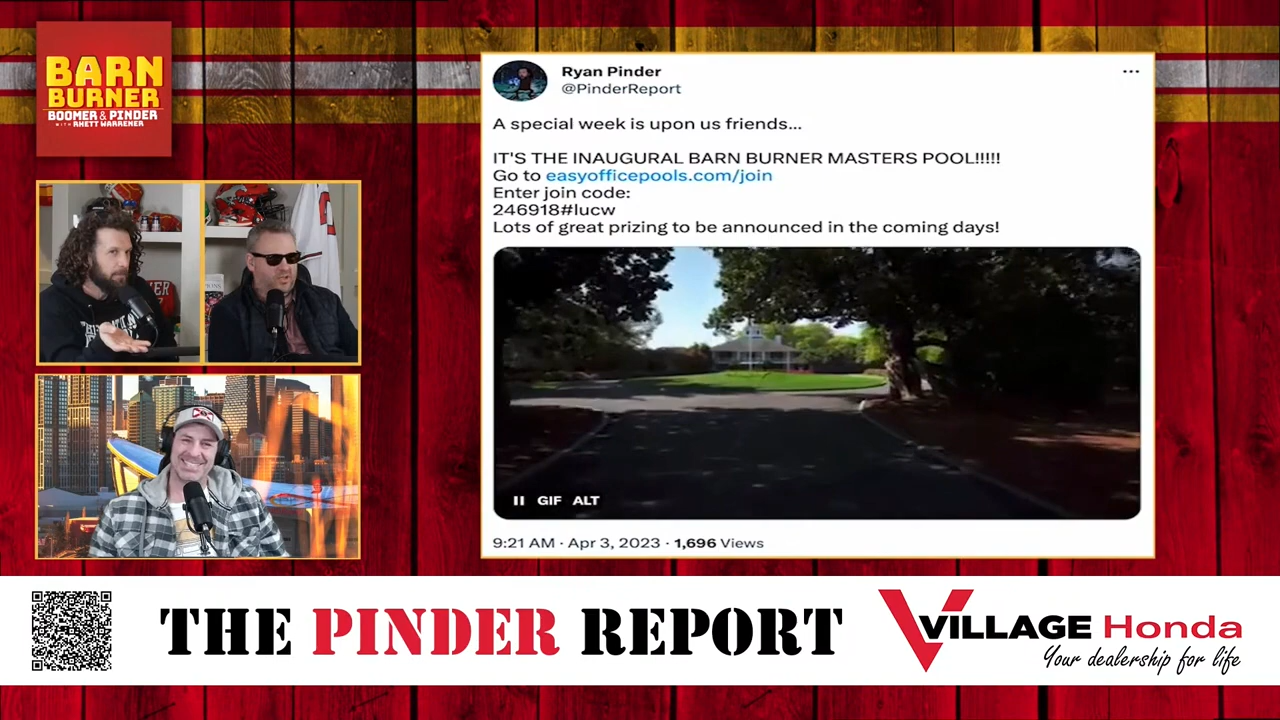 BARN
BURNER
BOOMER & PINDER
WITH RHETT WARRENER
Ryan Pinder
@PinderReport
A special week is upon us friends...
IT'S THE INAUGURAL BARN BURNER MASTERS POOL!!!!!
Go to easyofficepools.com/join
Enter join code:
246918#lucw
Lots of great prizing to be announced in the coming days!
GIF ALT
9:21 AM · Apr 3, 2023 · 1,696 Views
THE PINDER REPORT
VILLAGE Honda
Your dealership for life